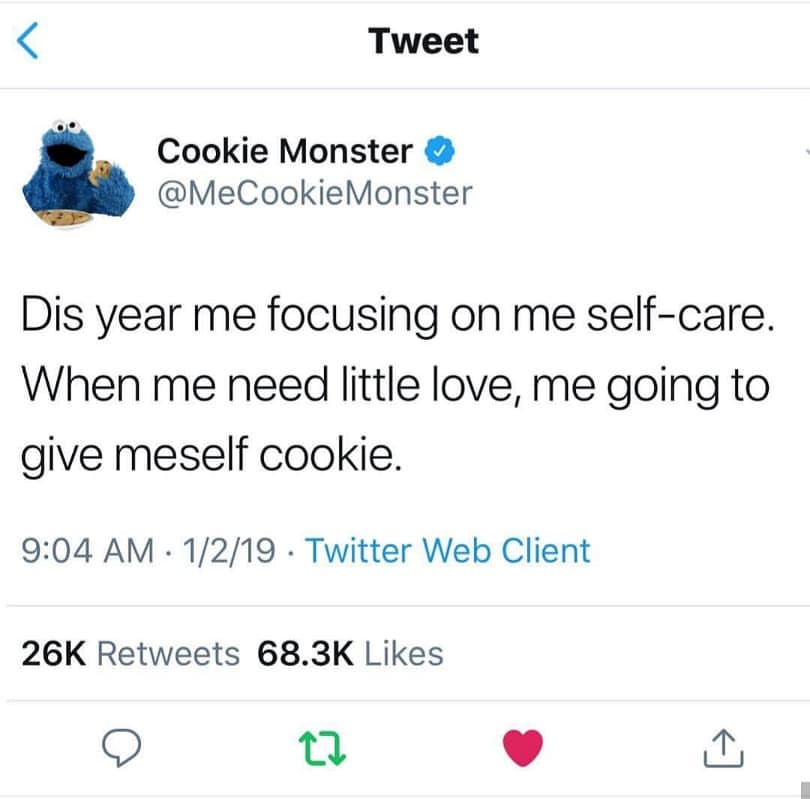 Tweet
Cookie Monster
@MeCookieMonster
Dis year me focusing on me self-care.
When me need little love, me going to
give meself cookie.
9:04 AM · 1/2/19 · Twitter Web Client
26K Retweets 68.3K Likes